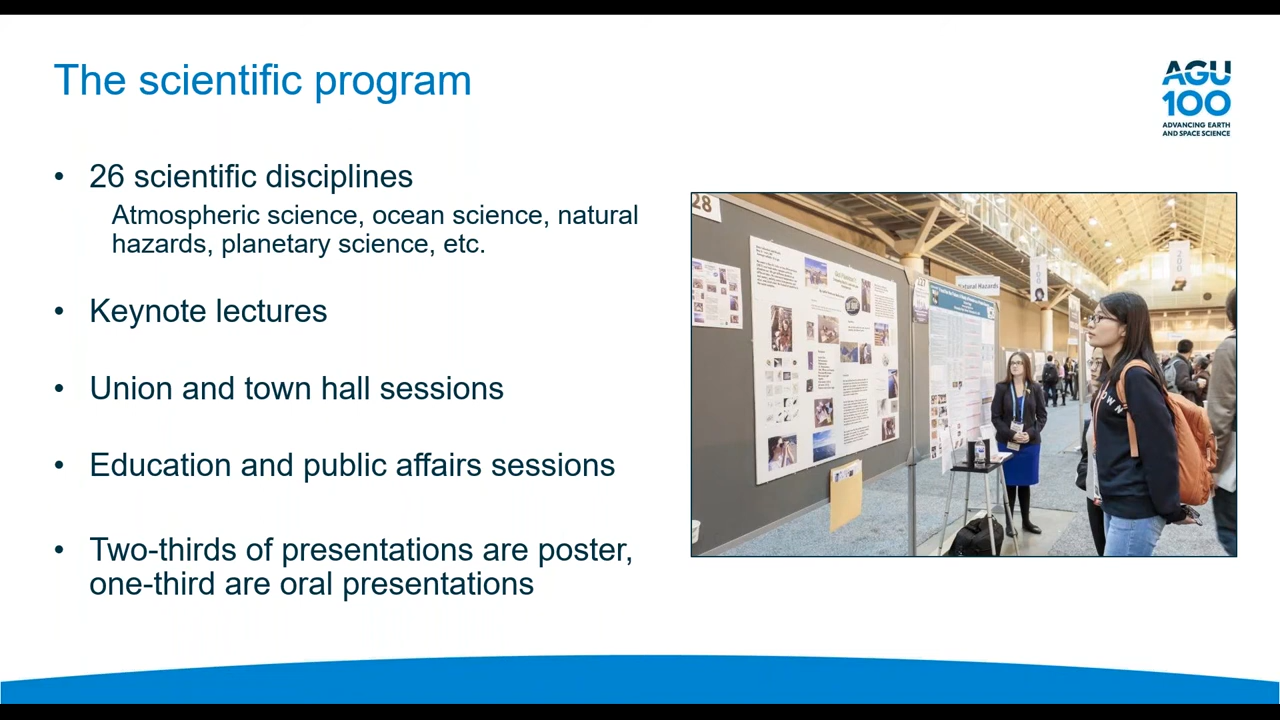 The scientific program
AGU
100
ADVANCING EARTH
AND SPACE SCIENCE
• 26 scientific disciplines
Atmospheric science, ocean science, natural
hazards, planetary science, etc.
• Keynote lectures
• Union and town hall sessions
• Education and public affairs sessions
• Two-thirds of presentations are poster,
one-third are oral presentations
28
Natural Hazards
200